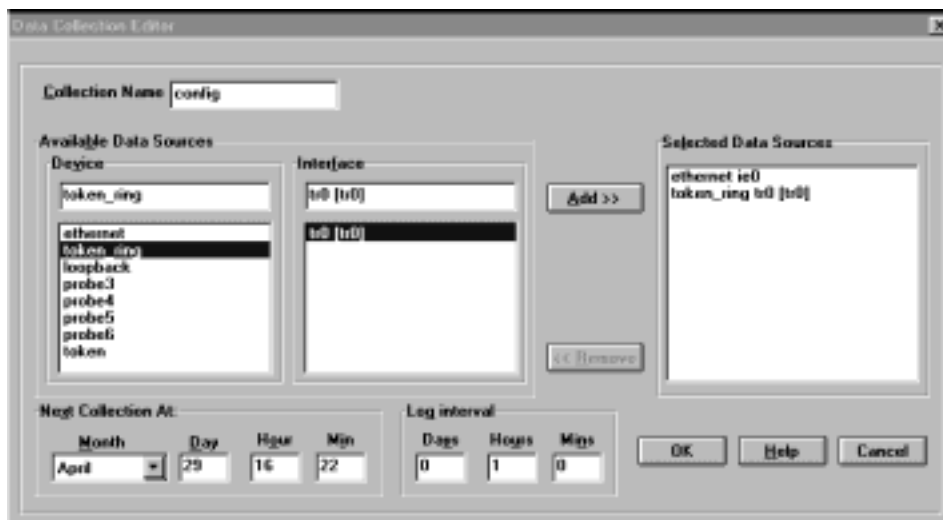 Data Collection Editor
Collection Name config
Available Data Sources
Device
Interface
Selected Data Sources
token_ring
tr0 [tr0]
Add >>
ethernet
token_ring
loopback
probe3
probe4
probe5
probe6
token
tr0 [tr0]
ethernet ie0
token_ring tr0 [tr0]
<< Remove
Next Collection At:
Log interval
Month Day Hour Min
Days Hours Mins
April 29 16 22
0 1 0
OK Help Cancel